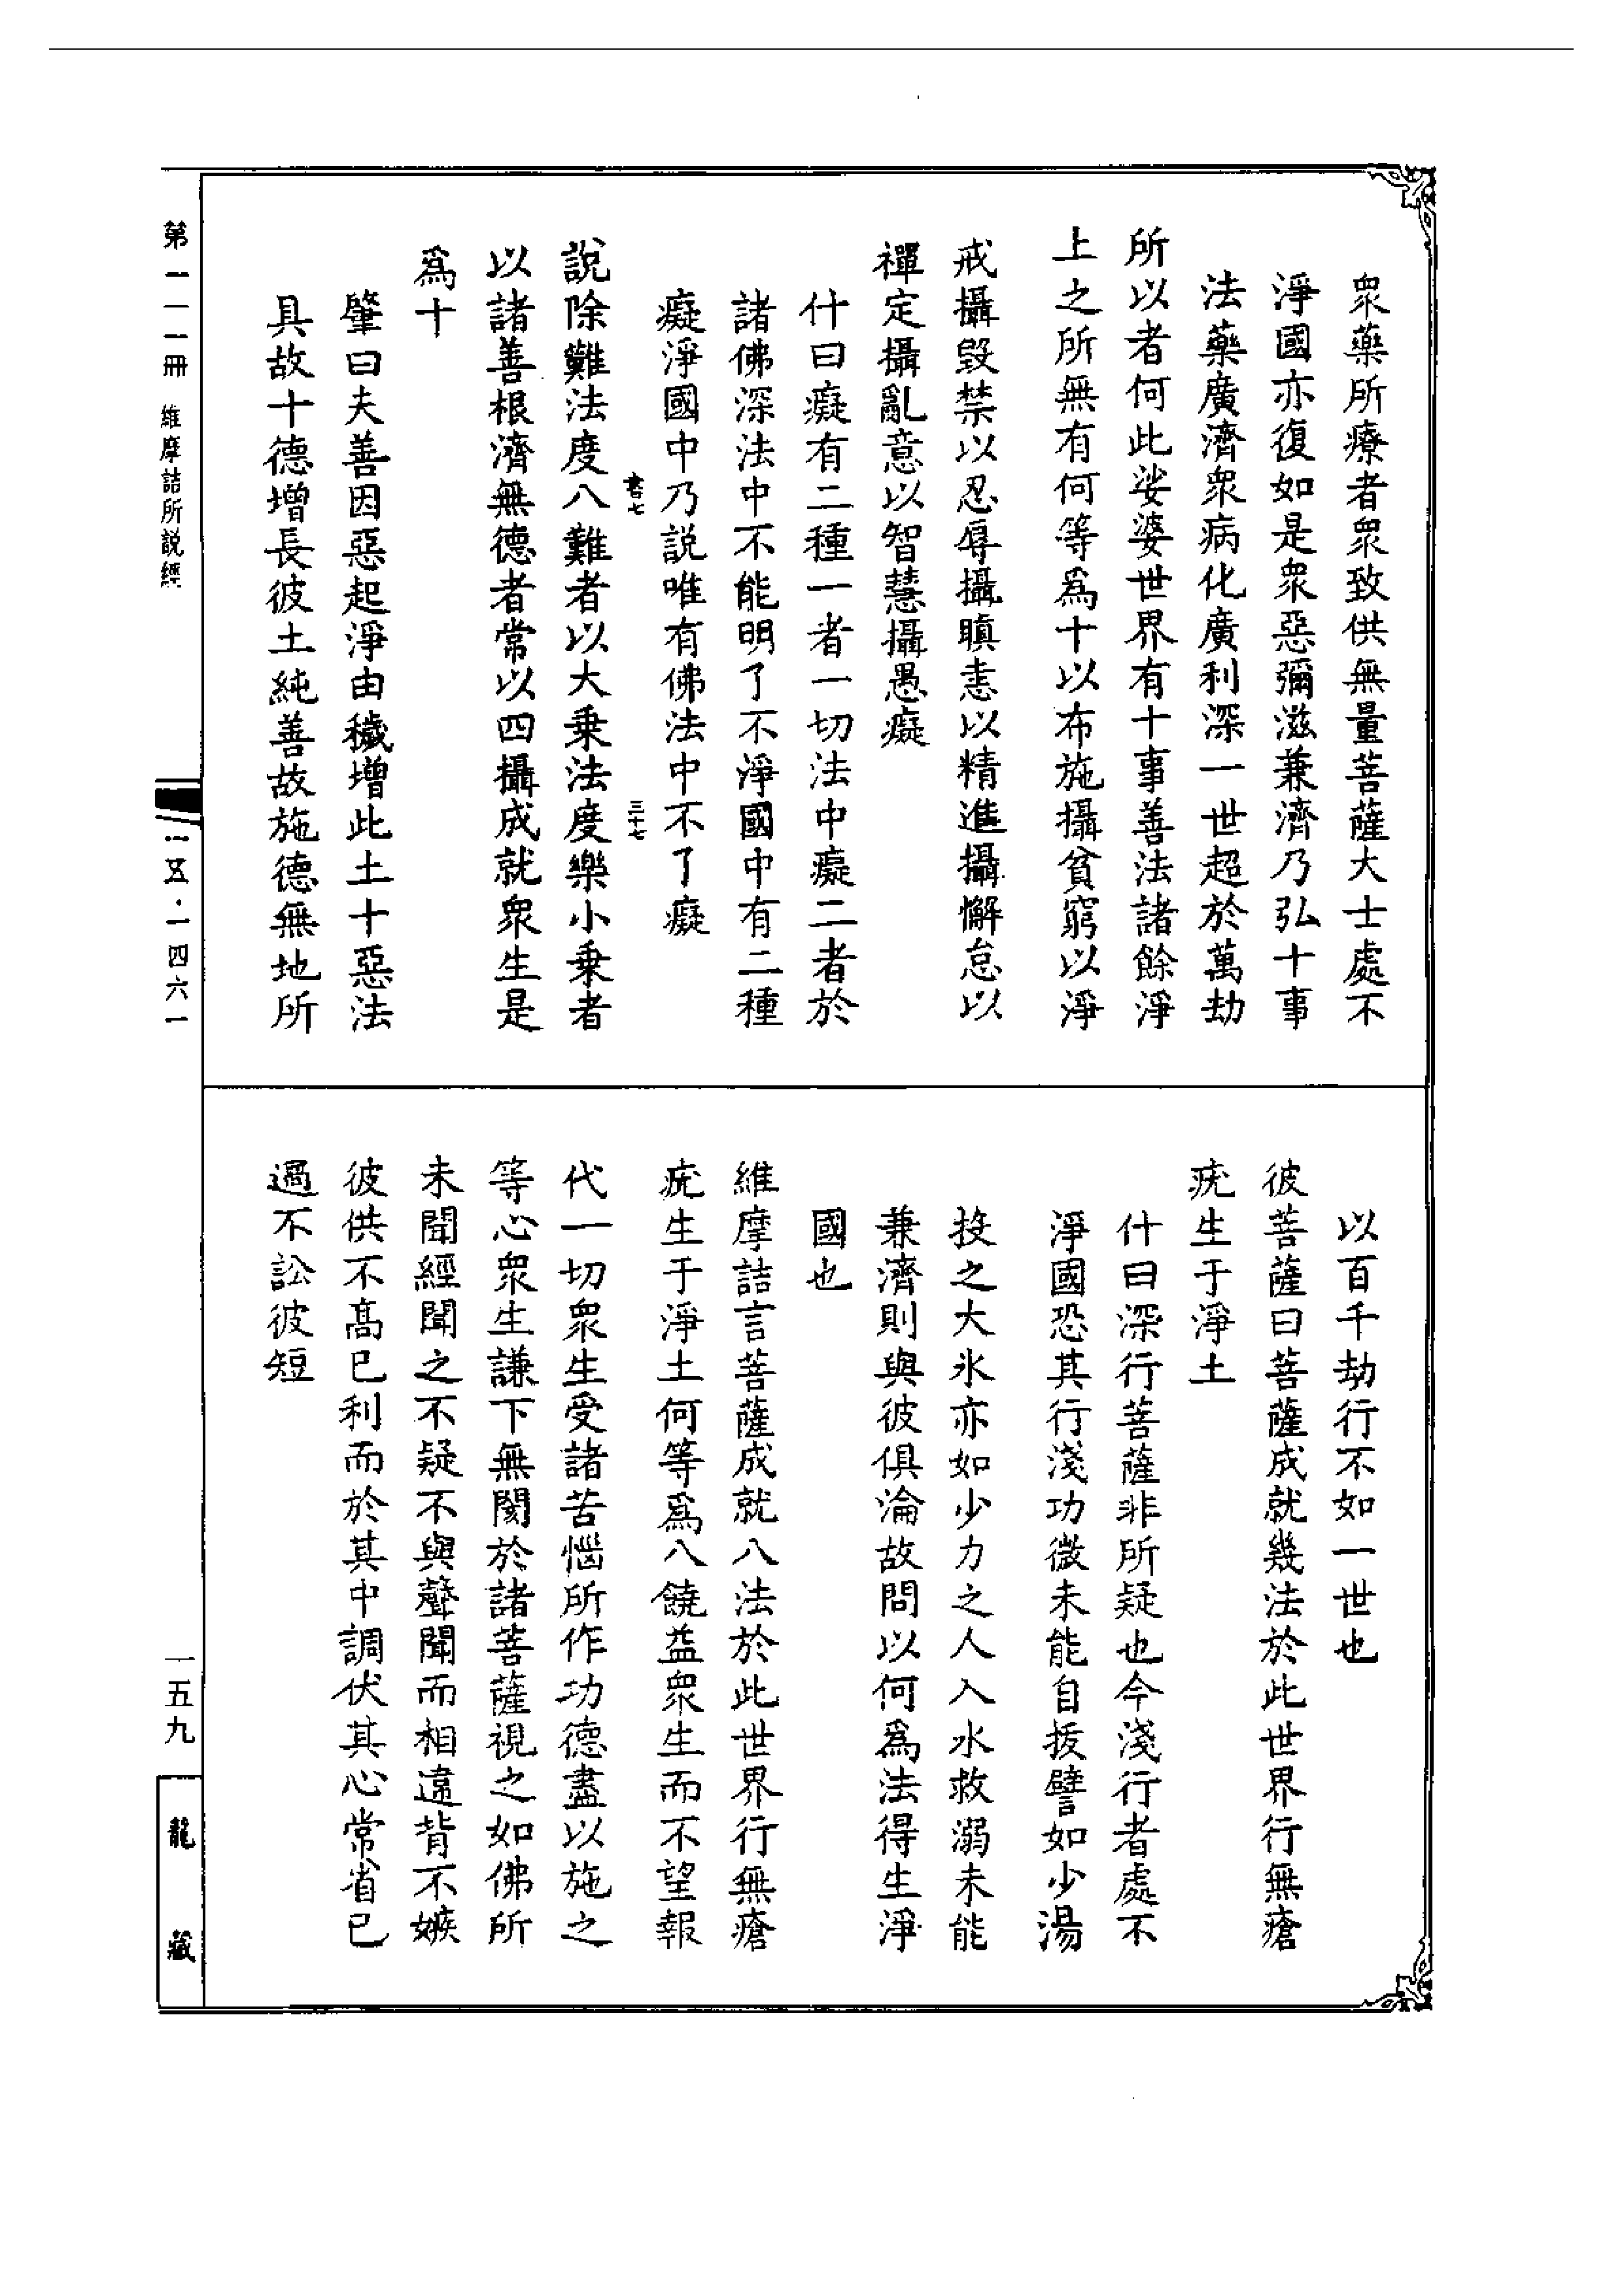 衆藥所療者衆致供無量菩薩大士處不
淨國亦復如是衆惡彌滋兼濟乃弘十事
法藥廣濟衆病化廣利深一世超於萬劫
所以者何此娑婆世界有十事善法諸餘淨
上之所無有何等爲十以布施攝貧窮以淨
戒攝毀禁以忍辱攝瞋恚以精進攝懈怠以
禪定攝亂意以智慧攝愚癡
什曰癡有二種一者一切法中癡二者於
諸佛深法中不能明了不淨國中有二種
癡淨國中乃説唯有佛法中不了癡
書七
三十七
説除難法度八難者以大乗法度樂小乗者
以諸善根濟無德者常以四攝成就衆生是
爲十
肇曰夫善因惡起淨由穢增此土十惡法
具故十德增長彼土純善故施德無地所
以百千劫行不如一世也
彼菩薩曰菩薩成就幾法於此世界行無瘡
疣生于淨土
什曰深行菩薩非所疑也今淺行者處不
淨國恐其行淺功微未能自拔譬如少湯
投之大氷亦如少力之人入水救溺未能
兼濟則與彼俱淪故問以何爲法得生淨
國也
維摩詰言菩薩成就八法於此世界行無瘡
疣生于淨土何等爲八饒益衆生而不望報
代一切衆生受諸苦惱所作功德盡以施之
等心衆生謙下無閡於諸菩薩視之如佛所
未聞經聞之不疑不與聲聞而相違背不嫉
彼供不髙已利而於其中調伏其心常省已
過不訟彼短
第一一一冊 維摩詰所説經
一五・一四六一
一五九
龍藏